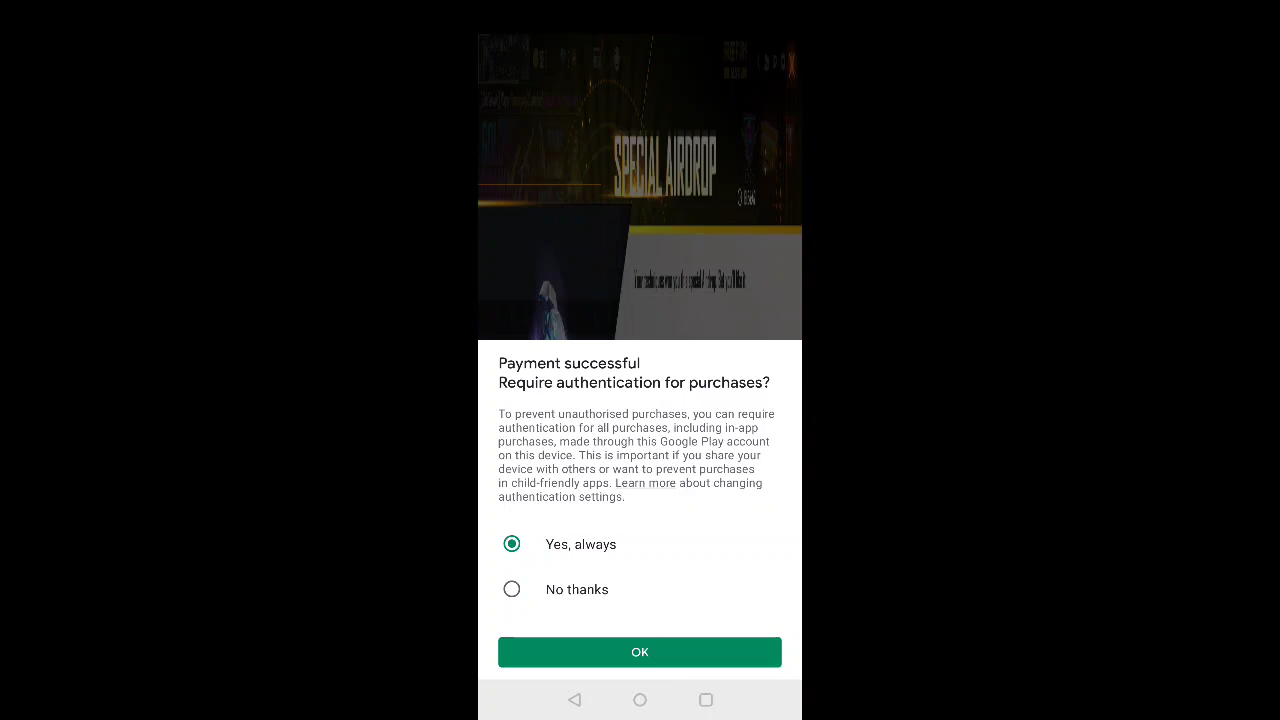 SPECIAL AIRDROP
Payment successful
Require authentication for purchases?
To prevent unauthorised purchases, you can require
authentication for all purchases, including in-app
purchases, made through this Google Play account
on this device. This is important if you share your
device with others or want to prevent purchases
in child-friendly apps. Learn more about changing
authentication settings.
Yes, always
No thanks
OK